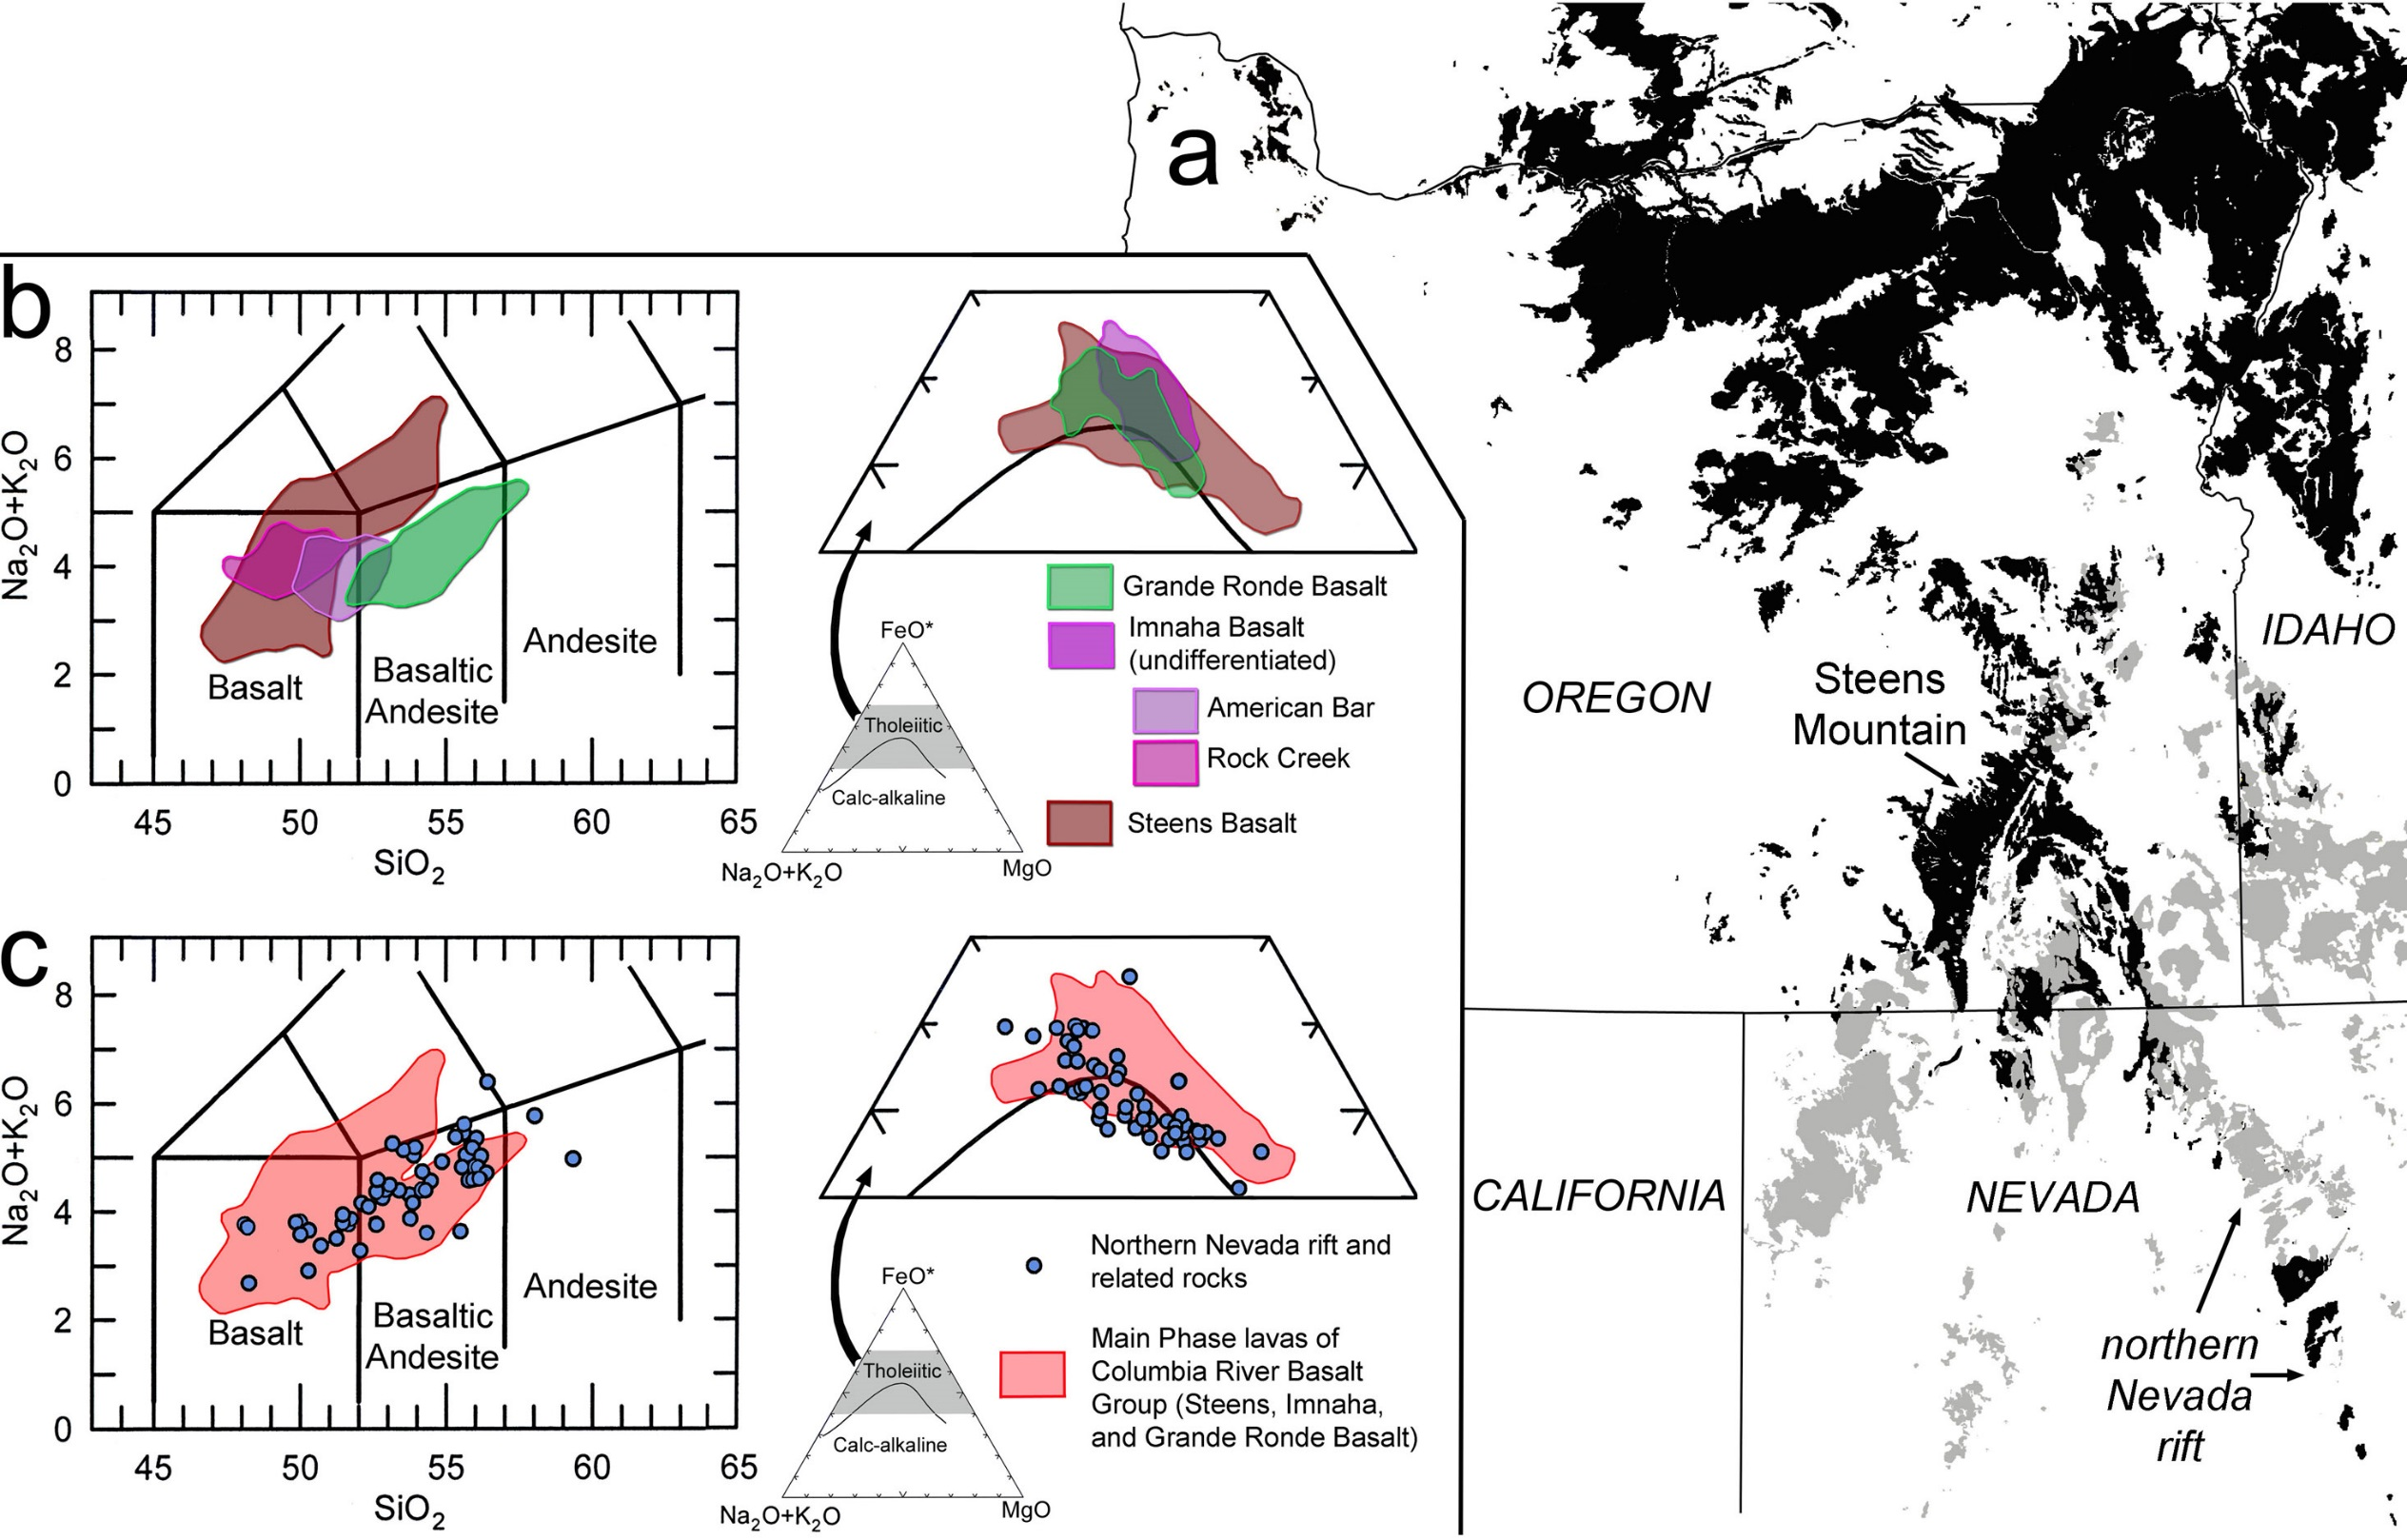 a
OREGON
IDAHO
Steens
Mountain
CALIFORNIA
NEVADA
northern
Nevada
rift
b
Na₂O+K₂O
8
6
4
2
0
Basalt
Basaltic
Andesite
Andesite
45 50 55 60 65
SiO₂
FeO*
Tholeiitic
Calc-alkaline
Na₂O+K₂O
MgO
Grande Ronde Basalt
Imnaha Basalt
(undifferentiated)
American Bar
Rock Creek
Steens Basalt
c
Na₂O+K₂O
8
6
4
2
0
Basalt
Basaltic
Andesite
Andesite
45 50 55 60 65
SiO₂
FeO*
Tholeiitic
Calc-alkaline
Na₂O+K₂O
MgO
Northern Nevada rift and
related rocks
Main Phase lavas of
Columbia River Basalt
Group (Steens, Imnaha,
and Grande Ronde Basalt)